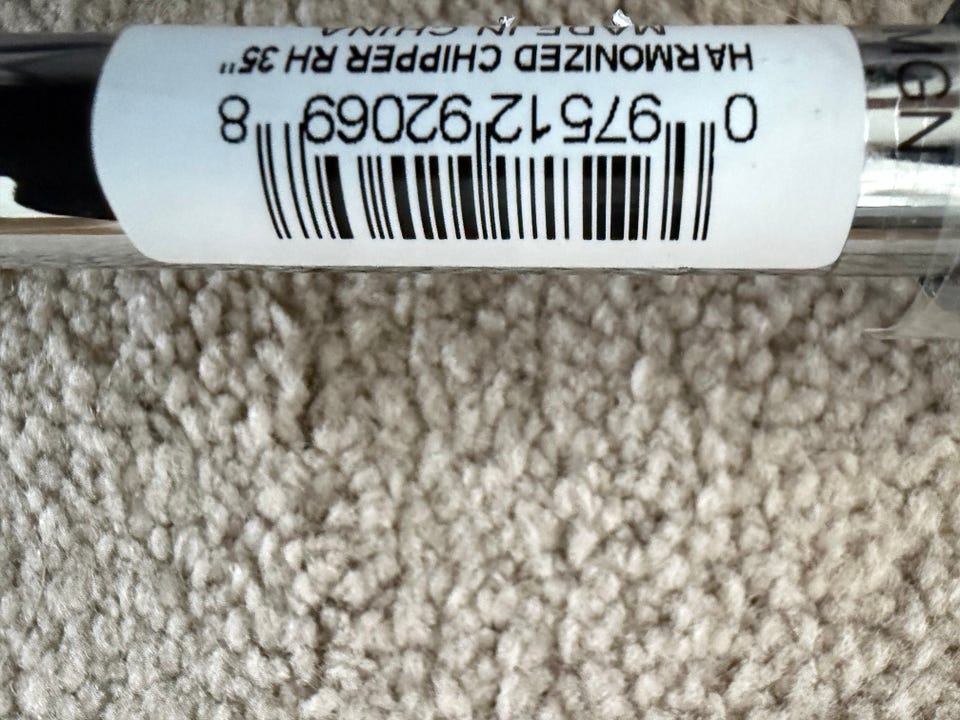 0 97512 92069 8
HARMONIZED CHIPPER RH 35"
MADE IN CHINA